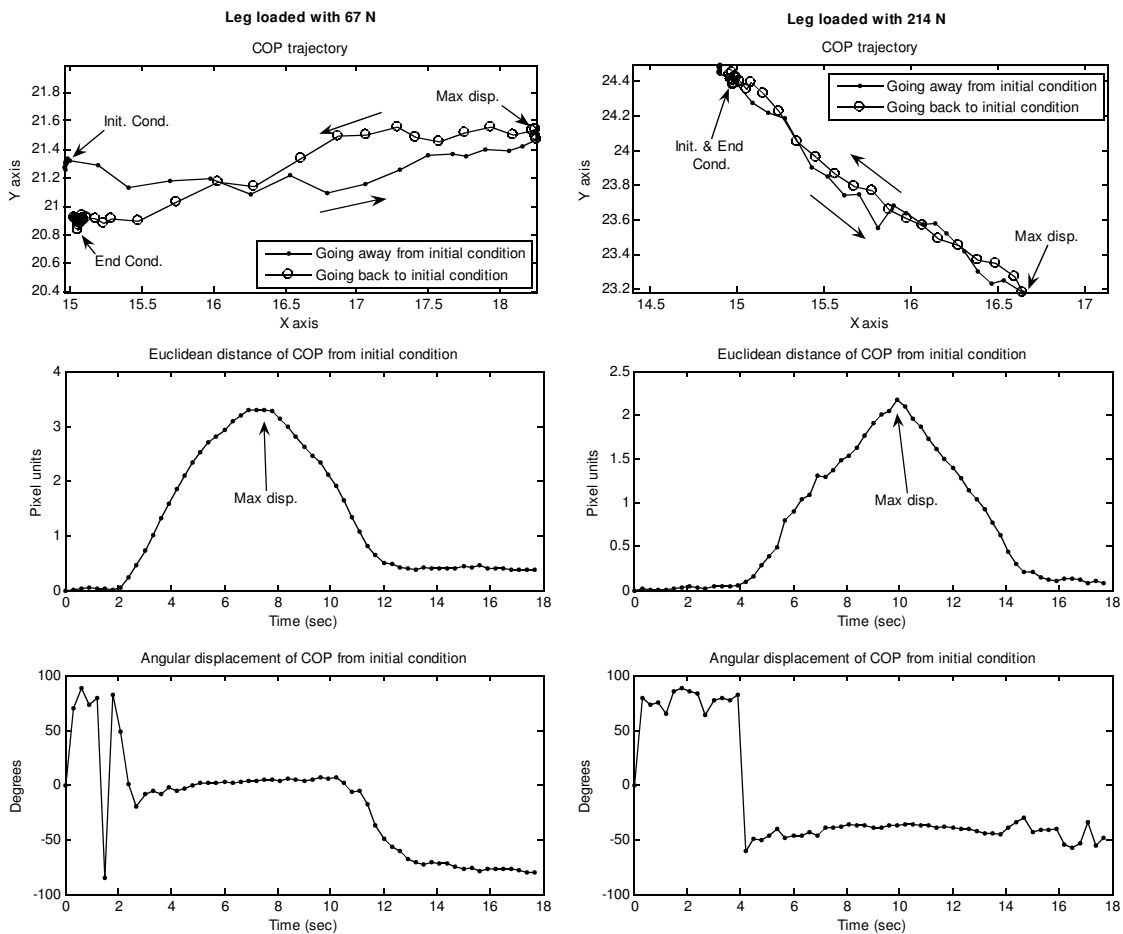 Leg loaded with 67 N
COP trajectory
15 15.5 16 16.5 17 17.5 18
20.4
20.6
20.8
21
21.2
21.4
21.6
21.8
X axis
Y axis
Init. Cond.
Max disp.
End Cond.
Going away from initial condition
Going back to initial condition
Euclidean distance of COP from initial condition
0 2 4 6 8 10 12 14 16 18
0
1
2
3
4
Time (sec)
Pixel units
Max disp.
Angular displacement of COP from initial condition
0 2 4 6 8 10 12 14 16 18
-100
-50
0
50
100
Time (sec)
Degrees
Leg loaded with 214 N
COP trajectory
14.5 15 15.5 16 16.5 17
23.2
23.4
23.6
23.8
24
24.2
24.4
X axis
Y axis
Init. & End
Cond.
Max disp.
Going away from initial condition
Going back to initial condition
Euclidean distance of COP from initial condition
0 2 4 6 8 10 12 14 16 18
0
0.5
1
1.5
2
2.5
Time (sec)
Pixel units
Max disp.
Angular displacement of COP from initial condition
0 2 4 6 8 10 12 14 16 18
-100
-50
0
50
100
Time (sec)
Degrees